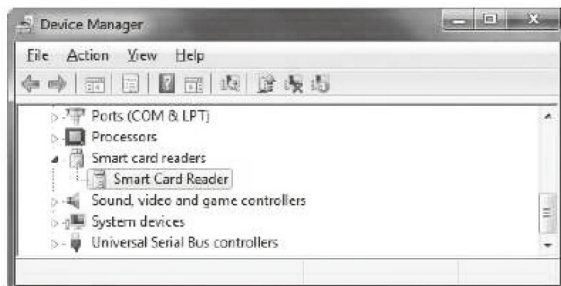 Device Manager
File Action View Help
Ports (COM & LPT)
Processors
Smart card readers
Smart Card Reader
Sound, video and game controllers
System devices
Universal Serial Bus controllers